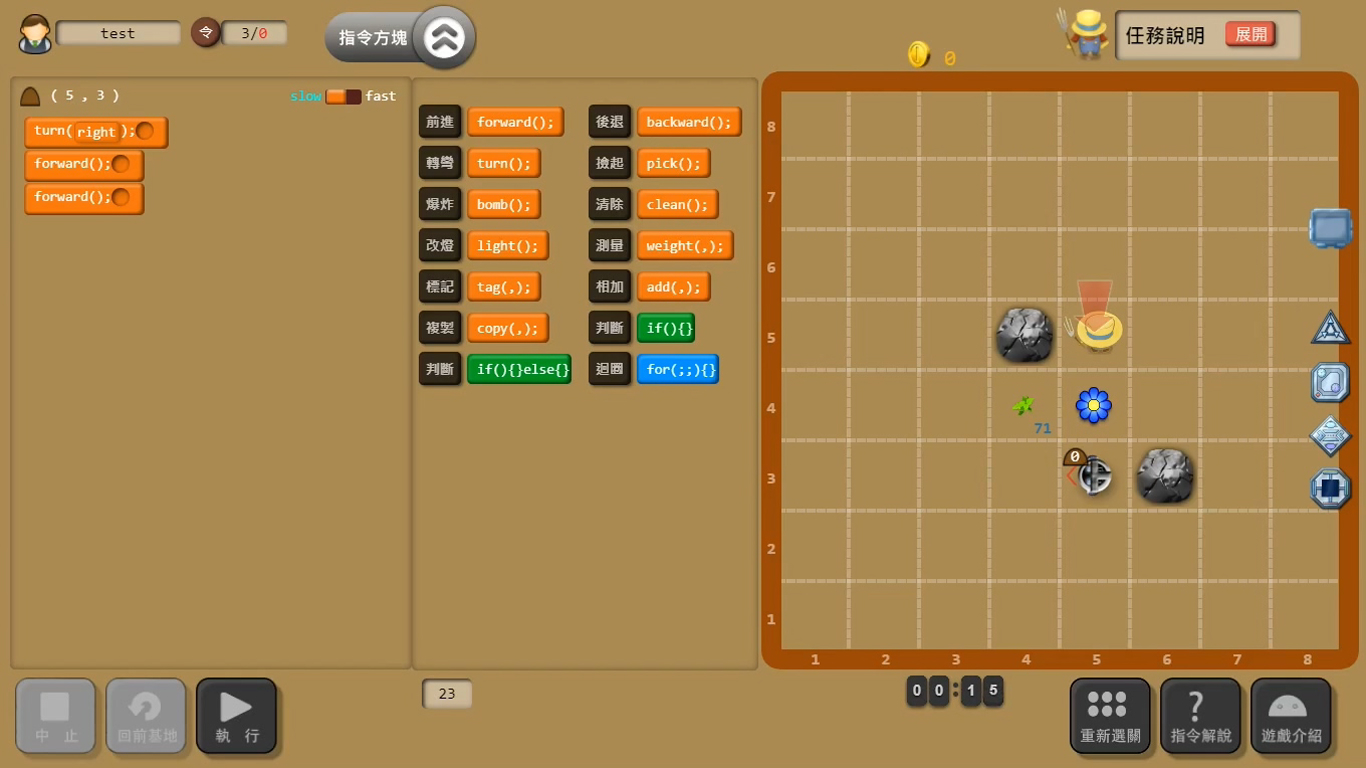 test
令
3/0
指令方塊
0
任務說明
展開
( 5 , 3 )
slow
fast
turn( right );
forward();
forward();
前進 forward();
後退 backward();
轉彎 turn();
撿起 pick();
爆炸 bomb();
清除 clean();
改燈 light();
測量 weight(,);
標記 tag(,);
相加 add(,);
複製 copy(,);
判斷 if(){}
判斷 if(){}else{}
迴圈 for(;;){}
8
7
6
5
4
3
2
1
71
0
1 2 3 4 5 6 7 8
中 止
回前基地
執 行
23
00:15
重新選關
?
指令解說
遊戲介紹